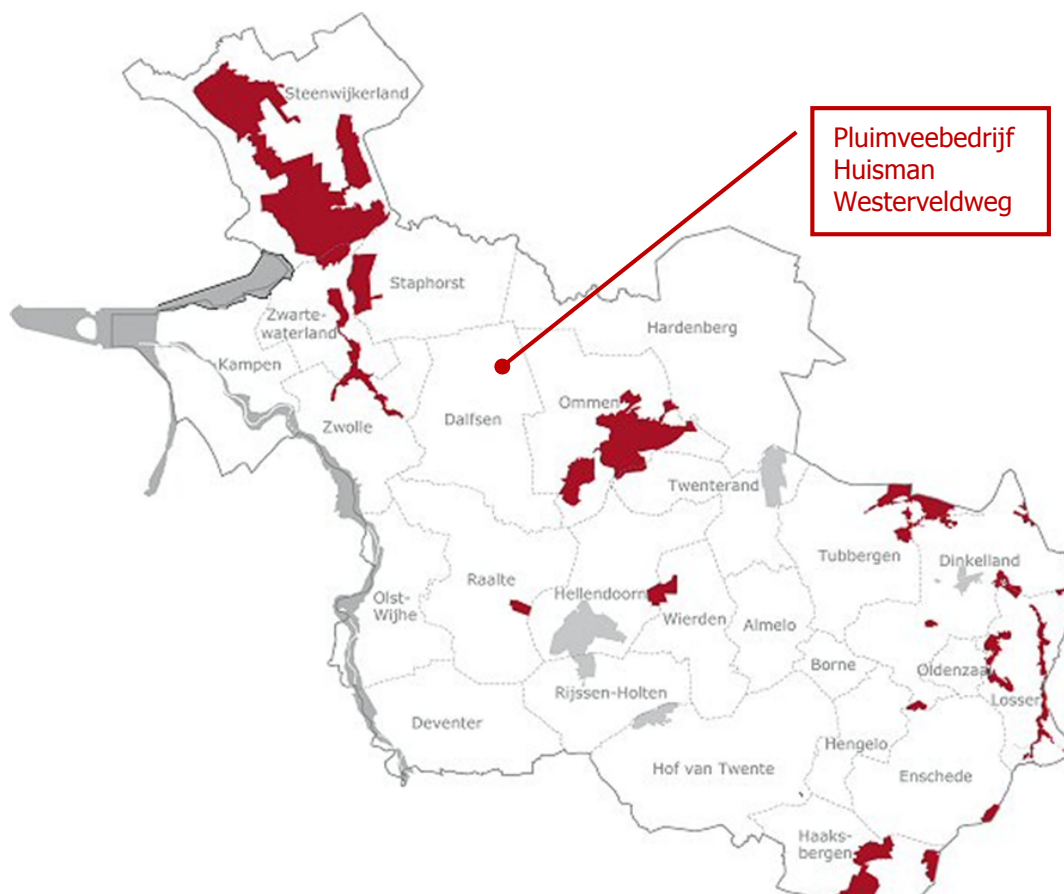 Steenwijkerland
Pluimveebedrijf
Huisman
Westerveldweg
Staphorst
Zwarte-
waterland
Hardenberg
Kampen
Ommen
Dalfsen
Zwolle
Twenterand
Tubbergen
Dinkelland
Raalte
Hellendoorn
Olst-
Wijhe
Wierden
Almelo
Borne
Oldenzaal
Rijssen-Holten
Losser
Deventer
Hengelo
Hof van Twente
Enschede
Haaks-
bergen